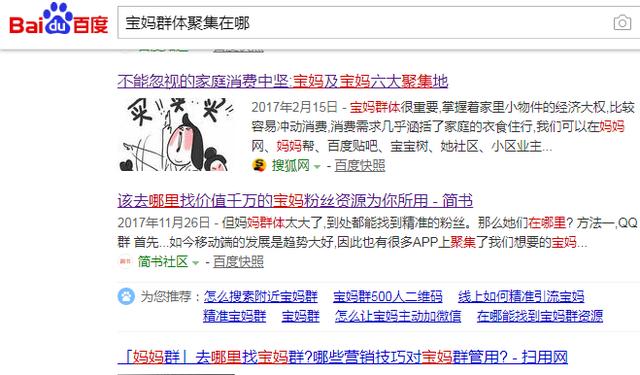 Bai du 百度 宝妈群体聚集在哪
不能忽视的家庭消费中坚:宝妈及宝妈六大聚集地
买 买 买
2017年2月15日 - 宝妈群体很重要,掌握着家里小物件的经济大权,比较
容易冲动消费,消费需求几乎涵括了家庭的衣食住行,我们可以在妈妈
网、妈妈帮、百度贴吧、宝宝树、她社区、小区业主...
搜狐网 - 百度快照
该去哪里找价值千万的宝妈粉丝资源为你所用 - 简书
2017年11月26日 - 但妈妈群体太大了,到处都能找到精准的粉丝。那么她们在哪里? 方法一,QQ
群 首先...如今移动端的发展是趋势大好,因此也有很多APP上聚集了我们想要的宝妈...
简书 简书社区 - 百度快照
为您推荐: 怎么搜索附近宝妈群 宝妈群500人二维码 线上如何精准引流宝妈
精准宝妈群 宝妈群 怎么让宝妈主动加微信 在哪能找到宝妈群资源
「妈妈群」去哪里找宝妈群?哪些营销技巧对宝妈群管用? - 扫用网